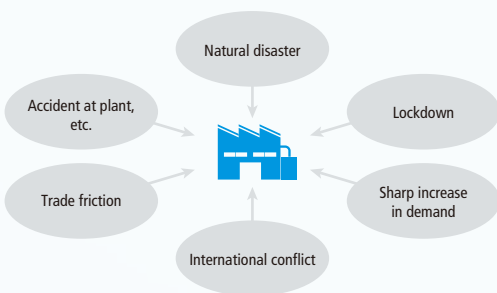 Natural disaster
Accident at plant,
etc.
Lockdown
Trade friction
Sharp increase
in demand
International conflict